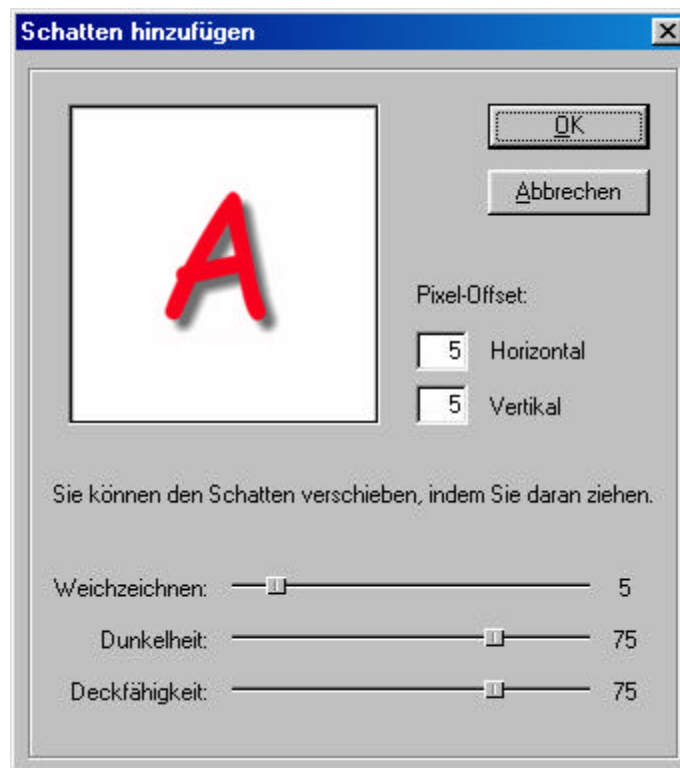 Schatten hinzufügen
A
OK
Abbrechen
Pixel-Offset:
5 Horizontal
5 Vertikal
Sie können den Schatten verschieben, indem Sie daran ziehen.
Weichzeichnen: 5
Dunkelheit: 75
Deckfähigkeit: 75